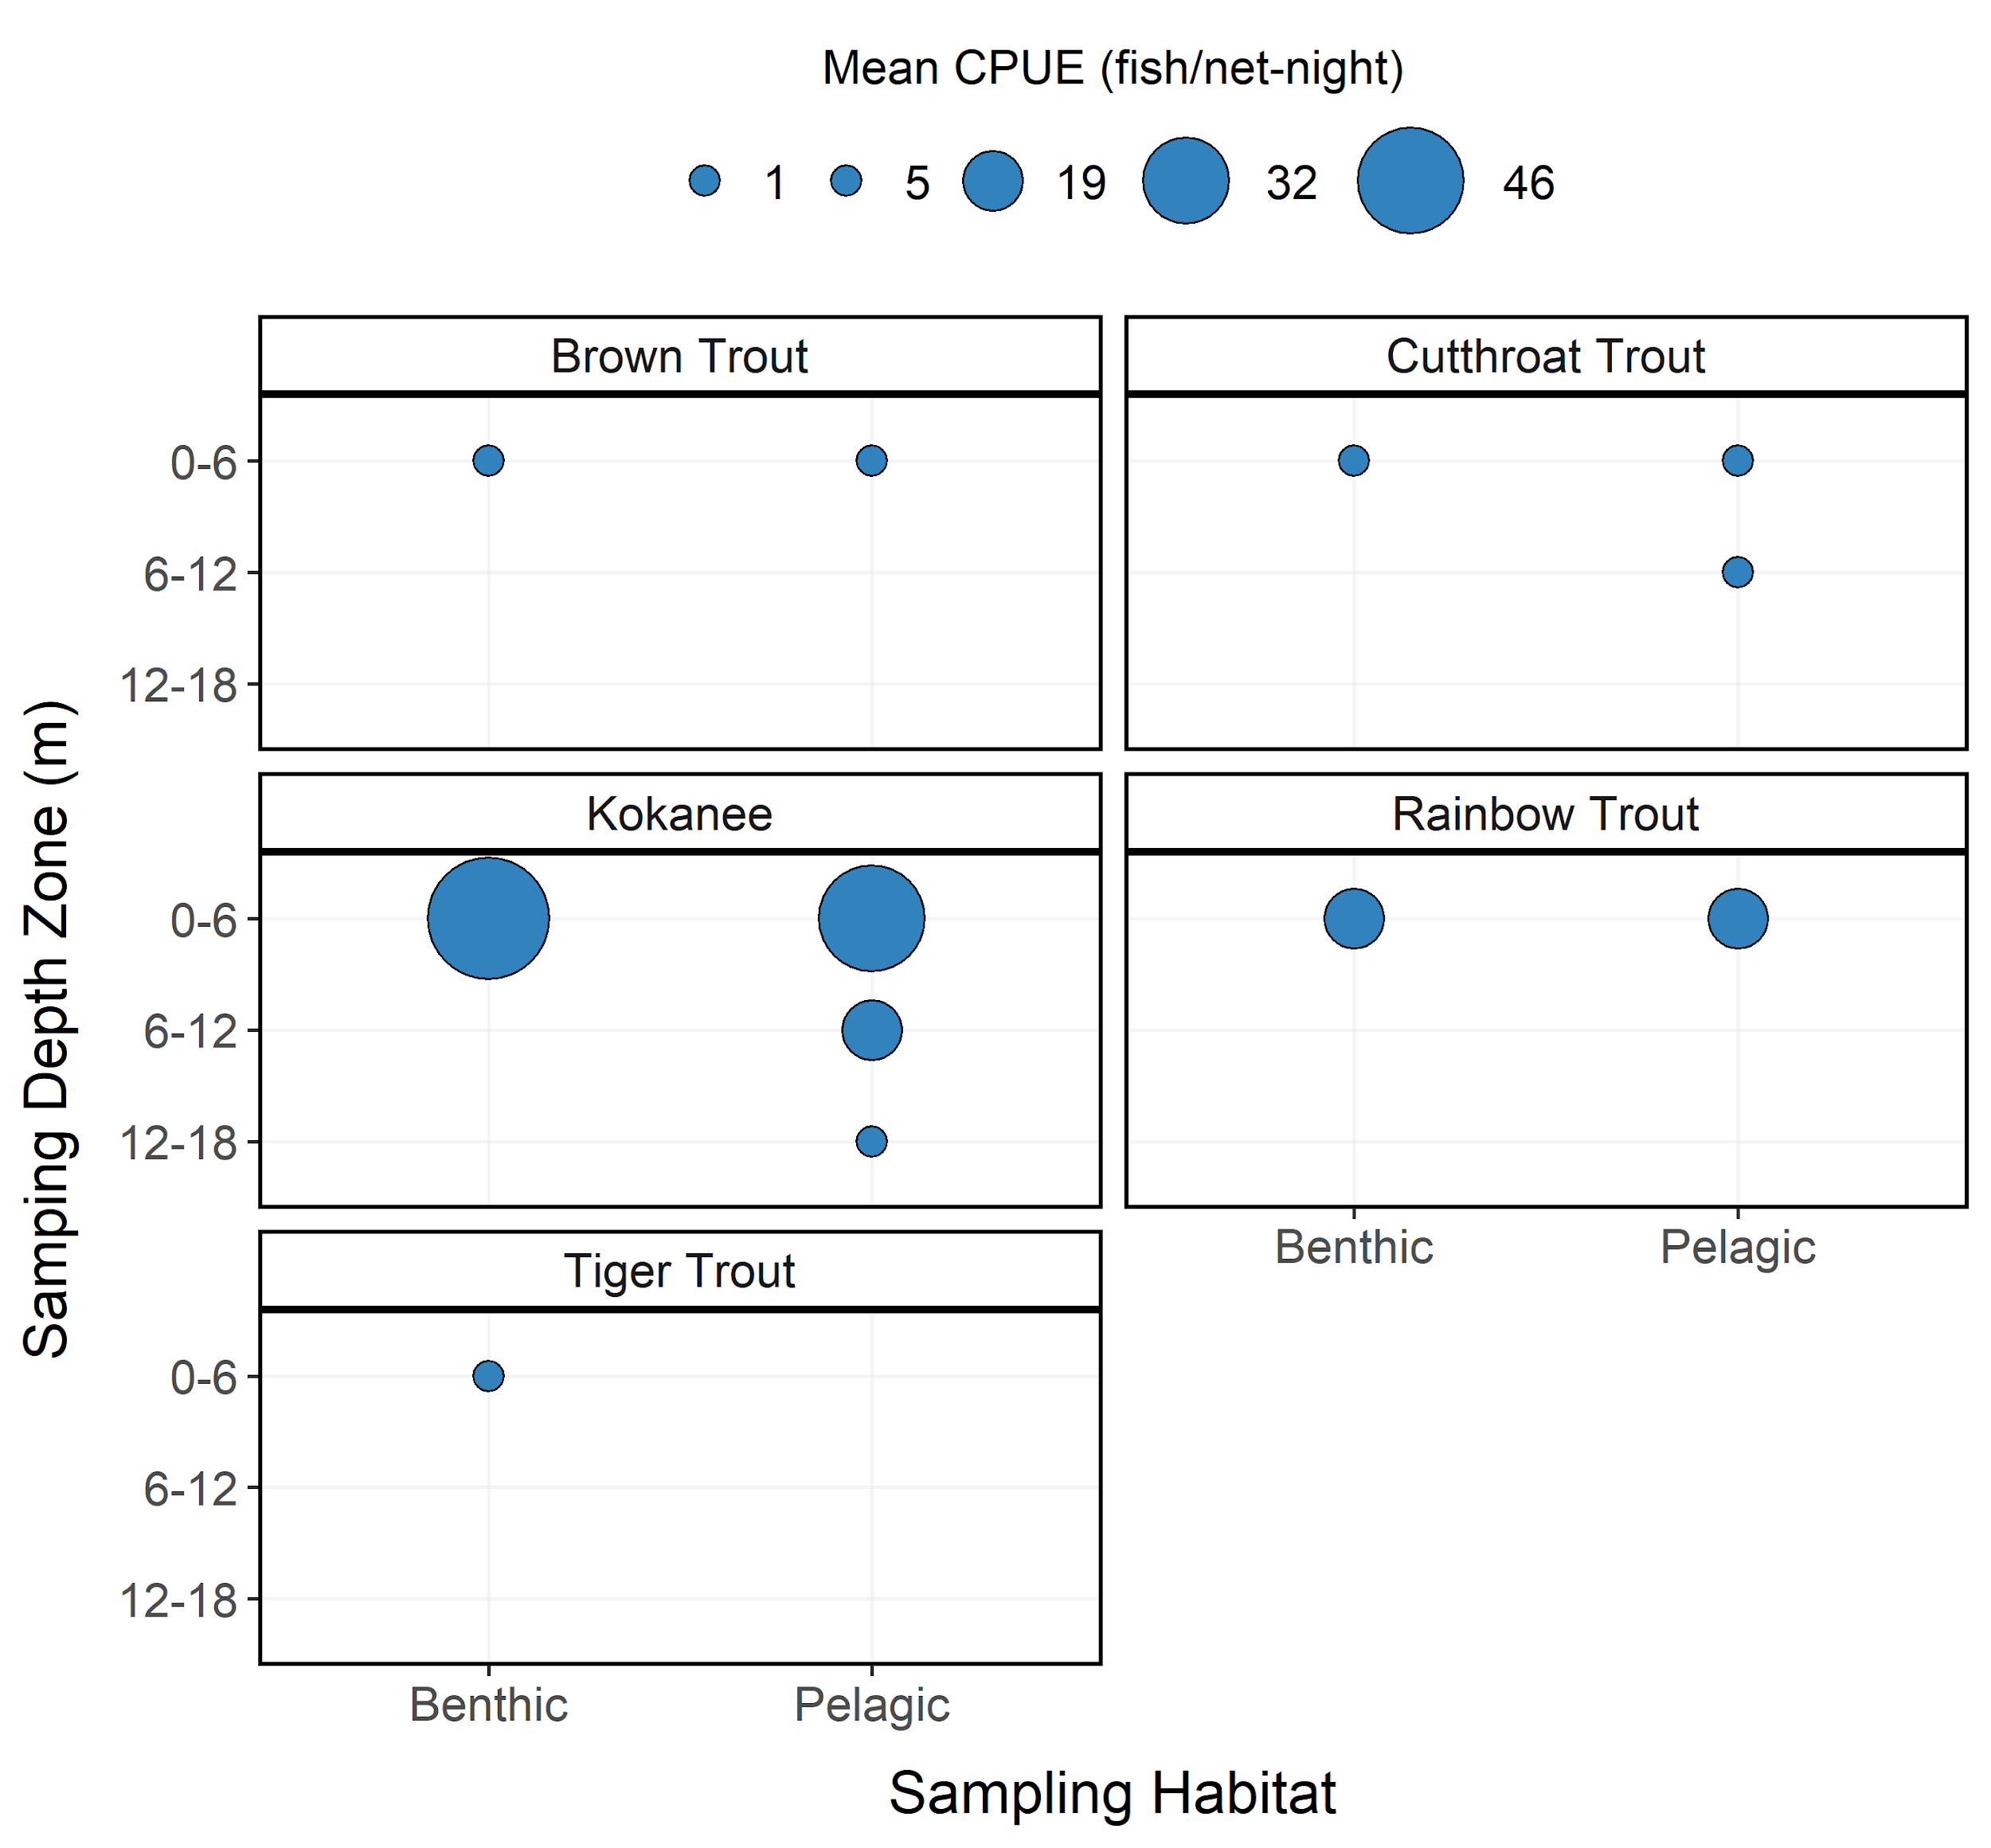 Mean CPUE (fish/net-night)
1 5 19 32 46
Brown Trout
Cutthroat Trout
0-6
6-12
12-18
Kokanee
Rainbow Trout
0-6
6-12
12-18
Benthic Pelagic
Tiger Trout
0-6
6-12
12-18
Benthic Pelagic
Samping Depth Zone (m)
Sampling Habitat